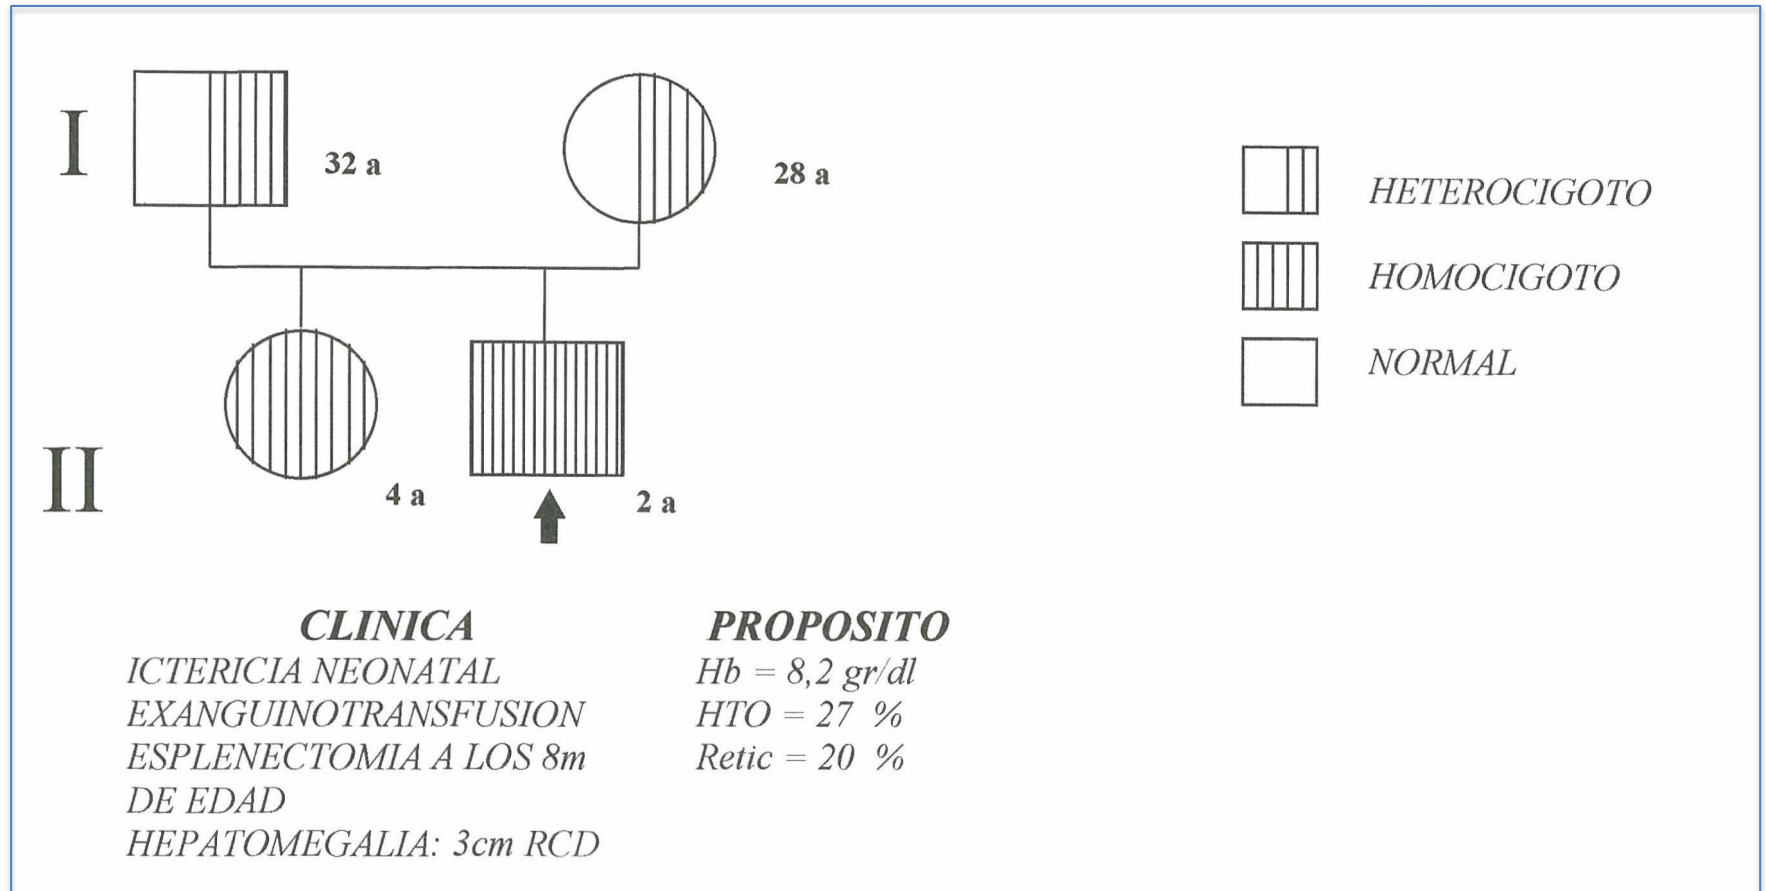 I
32 a
28 a
HETEROCIGOTO
HOMOCIGOTO
NORMAL
II
4 a
2 a
CLINICA
ICTERICIA NEONATAL
EXANGUINOTRANSFUSION
ESPLENECTOMIA A LOS 8m
DE EDAD
HEPATOMEGALIA: 3cm RCD
PROPOSITO
Hb = 8,2 gr/dl
HTO = 27 %
Retic = 20 %